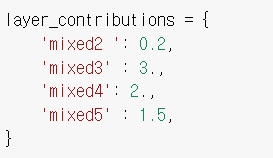 layer_contributions = {
    'mixed2 ': 0.2,
    'mixed3' : 3.,
    'mixed4': 2.,
    'mixed5' : 1.5,
}